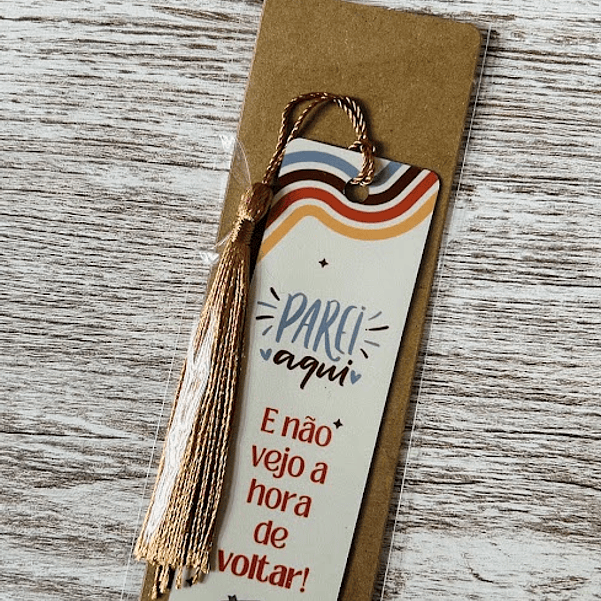 PAREI
aqui
E não
vejo a
hora
de
voltar!